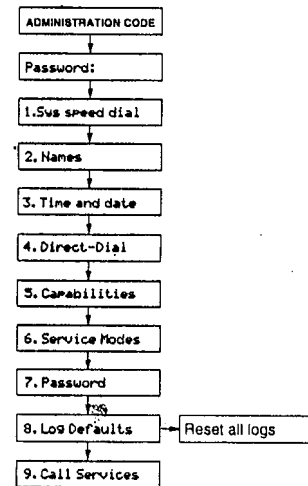 ADMINISTRATION CODE
Password:
1.Sys speed dial
2. Names
3. Time and date
4. Direct-Dial
5. Capabilities
6. Service Modes
7. Password
8. Log Defaults
Reset all logs
9. Call Services